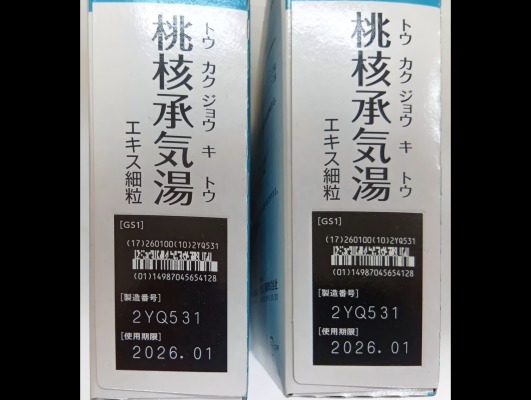 トウ カク ジョウ キ トウ
桃核承気湯
エキス細粒
[GS1]
(17)260100(10)2YQ531
(01)14987045654128
[製造番号]
2YQ531
[使用期限]
2026.01
トウ カク ジョウ キ トウ
桃核承気湯
エキス細粒
[GS1]
(17)260100(10)2YQ531
(01)14987045654128
[製造番号]
2YQ531
[使用期限]
2026.01